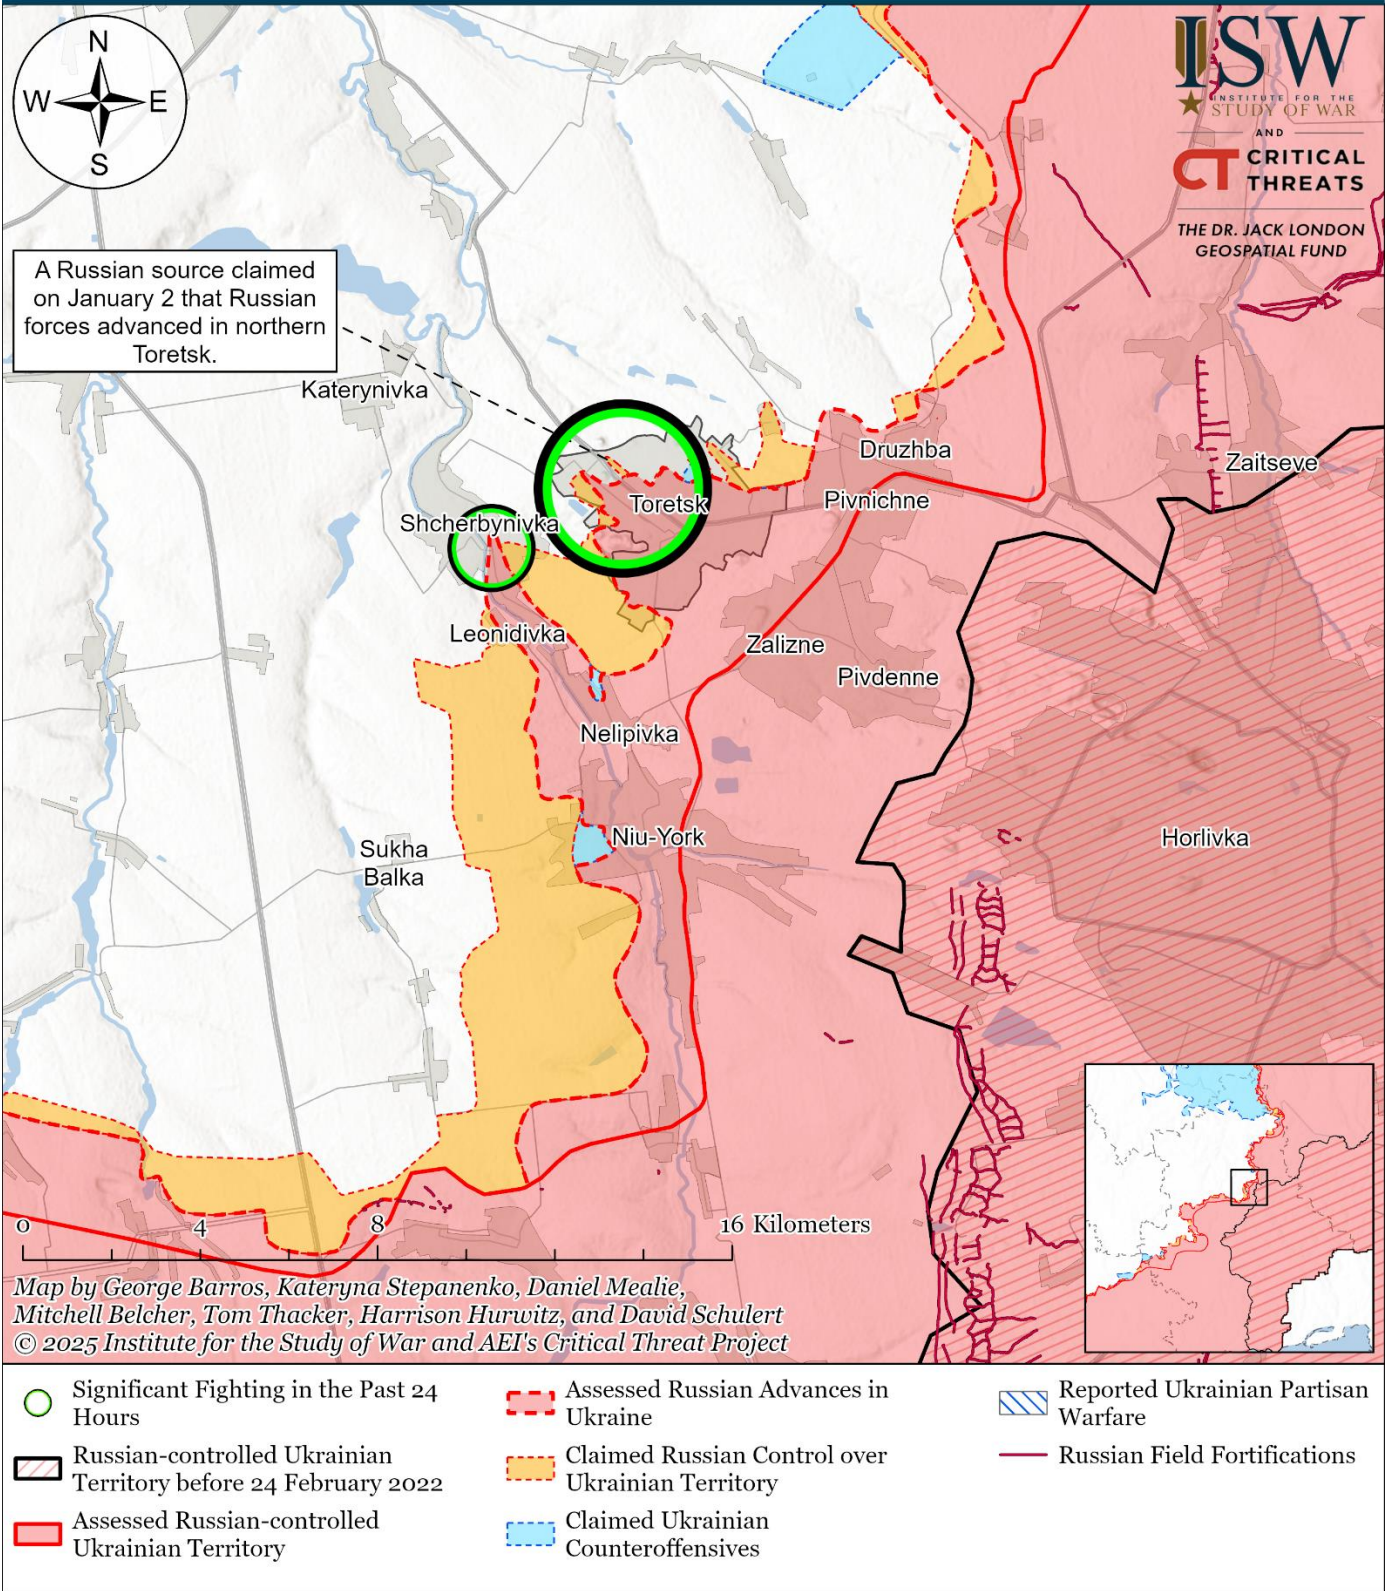 N
W
E
S
ISW
INSTITUTE FOR THE
STUDY OF WAR
AND
CT CRITICAL
THREATS
THE DR. JACK LONDON
GEOSPATIAL FUND
A Russian source claimed
on January 2 that Russian
forces advanced in northern
Toretsk.
Katerynivka
Druzhba
Zaitseve
Toretsk
Pivnichne
Shcherbynivka
Leonidivka
Zalizne
Pivdenne
Nelipivka
Niu-York
Horlivka
Sukha
Balka
0
4
8
16 Kilometers
Map by George Barros, Kateryna Stepanenko, Daniel Mealie,
Mitchell Belcher, Tom Thacker, Harrison Hurwitz, and David Schulert
© 2025 Institute for the Study of War and AEI's Critical Threat Project
Significant Fighting in the Past 24
Hours
Russian-controlled Ukrainian
Territory before 24 February 2022
Assessed Russian-controlled
Ukrainian Territory
Assessed Russian Advances in
Ukraine
Claimed Russian Control over
Ukrainian Territory
Claimed Ukrainian
Counteroffensives
Reported Ukrainian Partisan
Warfare
Russian Field Fortifications